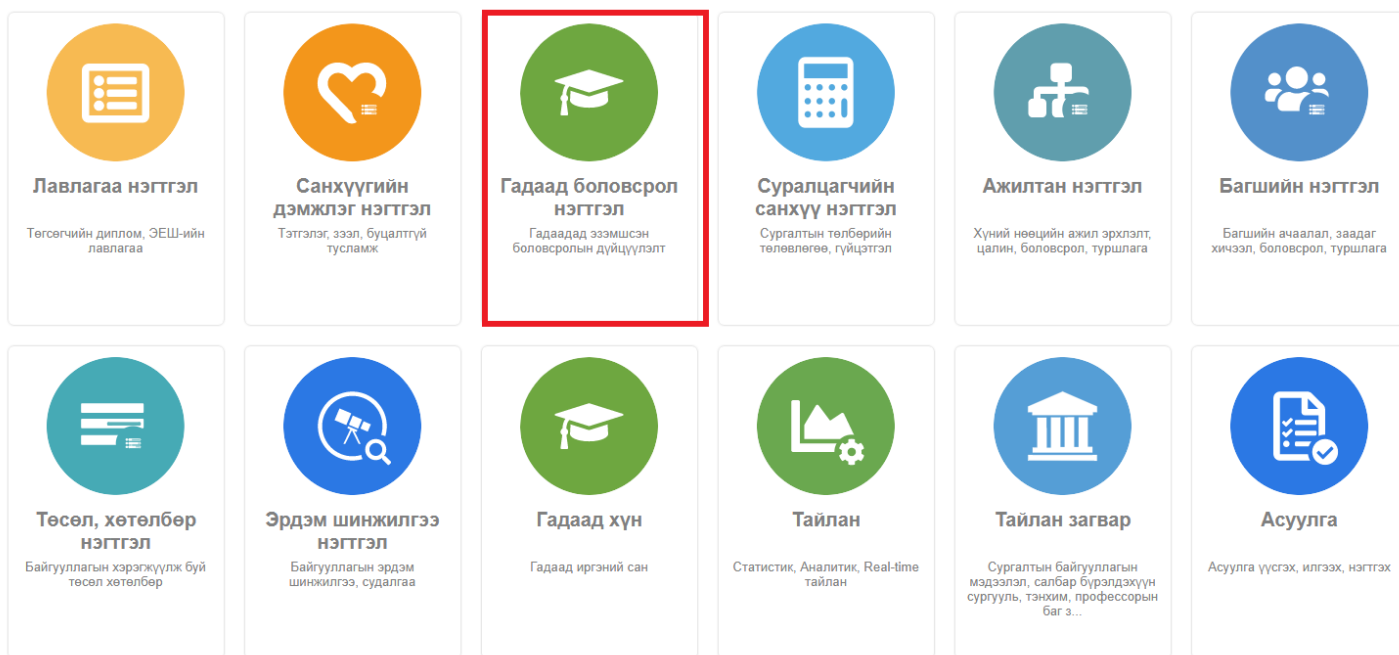 Лавлагаа нэгтгэл
Төгсөгчийн диплом, ЭЕШ-ийн
лавлагаа
Санхүүгийн
дэмжлэг нэгтгэл
Тэтгэлэг, зээл, буцалтгүй
тусламж
Гадаад боловсрол
нэгтгэл
Гадаадад эзэмшсэн
боловсролын дүйцүүлэлт
Суралцагчийн
санхүү нэгтгэл
Сургалтын төлбөрийн
төлөвлөгөө, гүйцэтгэл
Ажилтан нэгтгэл
Хүний нөөцийн ажил эрхлэлт,
цалин, боловсрол, туршлага
Багшийн нэгтгэл
Багшийн ачаалал, заадаг
хичээл, боловсрол, туршлага
Төсөл, хөтөлбөр
нэгтгэл
Байгууллагын хэрэгжүүлж буй
төсөл хөтөлбөр
Эрдэм шинжилгээ
нэгтгэл
Байгууллагын эрдэм
шинжилгээ, судалгаа
Гадаад хүн
Гадаад иргэний сан
Тайлан
Статистик, Аналитик, Real-time
тайлан
Тайлан загвар
Сургалтын байгууллагын
мэдээлэл, салбар бүрэлдэхүүн
сургууль, тэнхим, профессорын
баг з...
Асуулга
Асуулга үүсгэх, илгээх, нэгтгэх